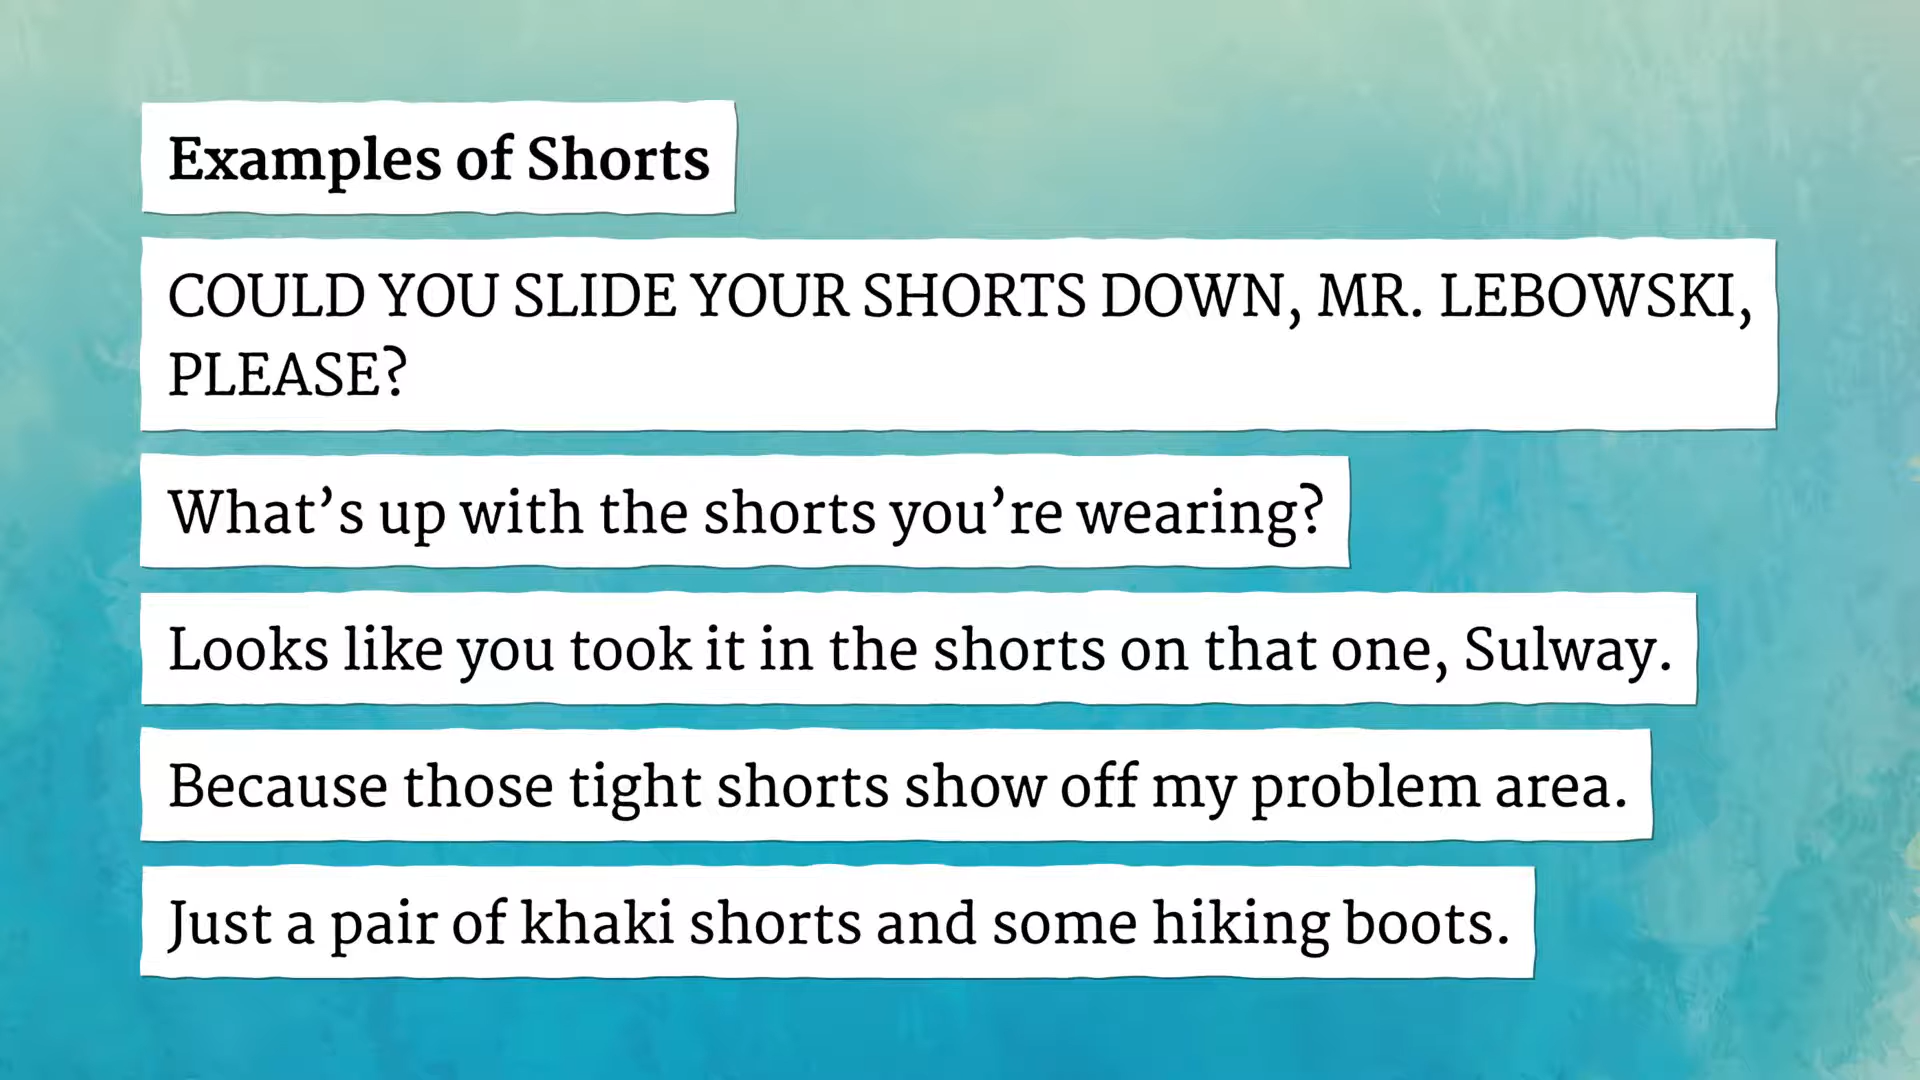 Examples of Shorts
COULD YOU SLIDE YOUR SHORTS DOWN, MR. LEBOWSKI,
PLEASE?
What’s up with the shorts you’re wearing?
Looks like you took it in the shorts on that one, Sulway.
Because those tight shorts show off my problem area.
Just a pair of khaki shorts and some hiking boots.